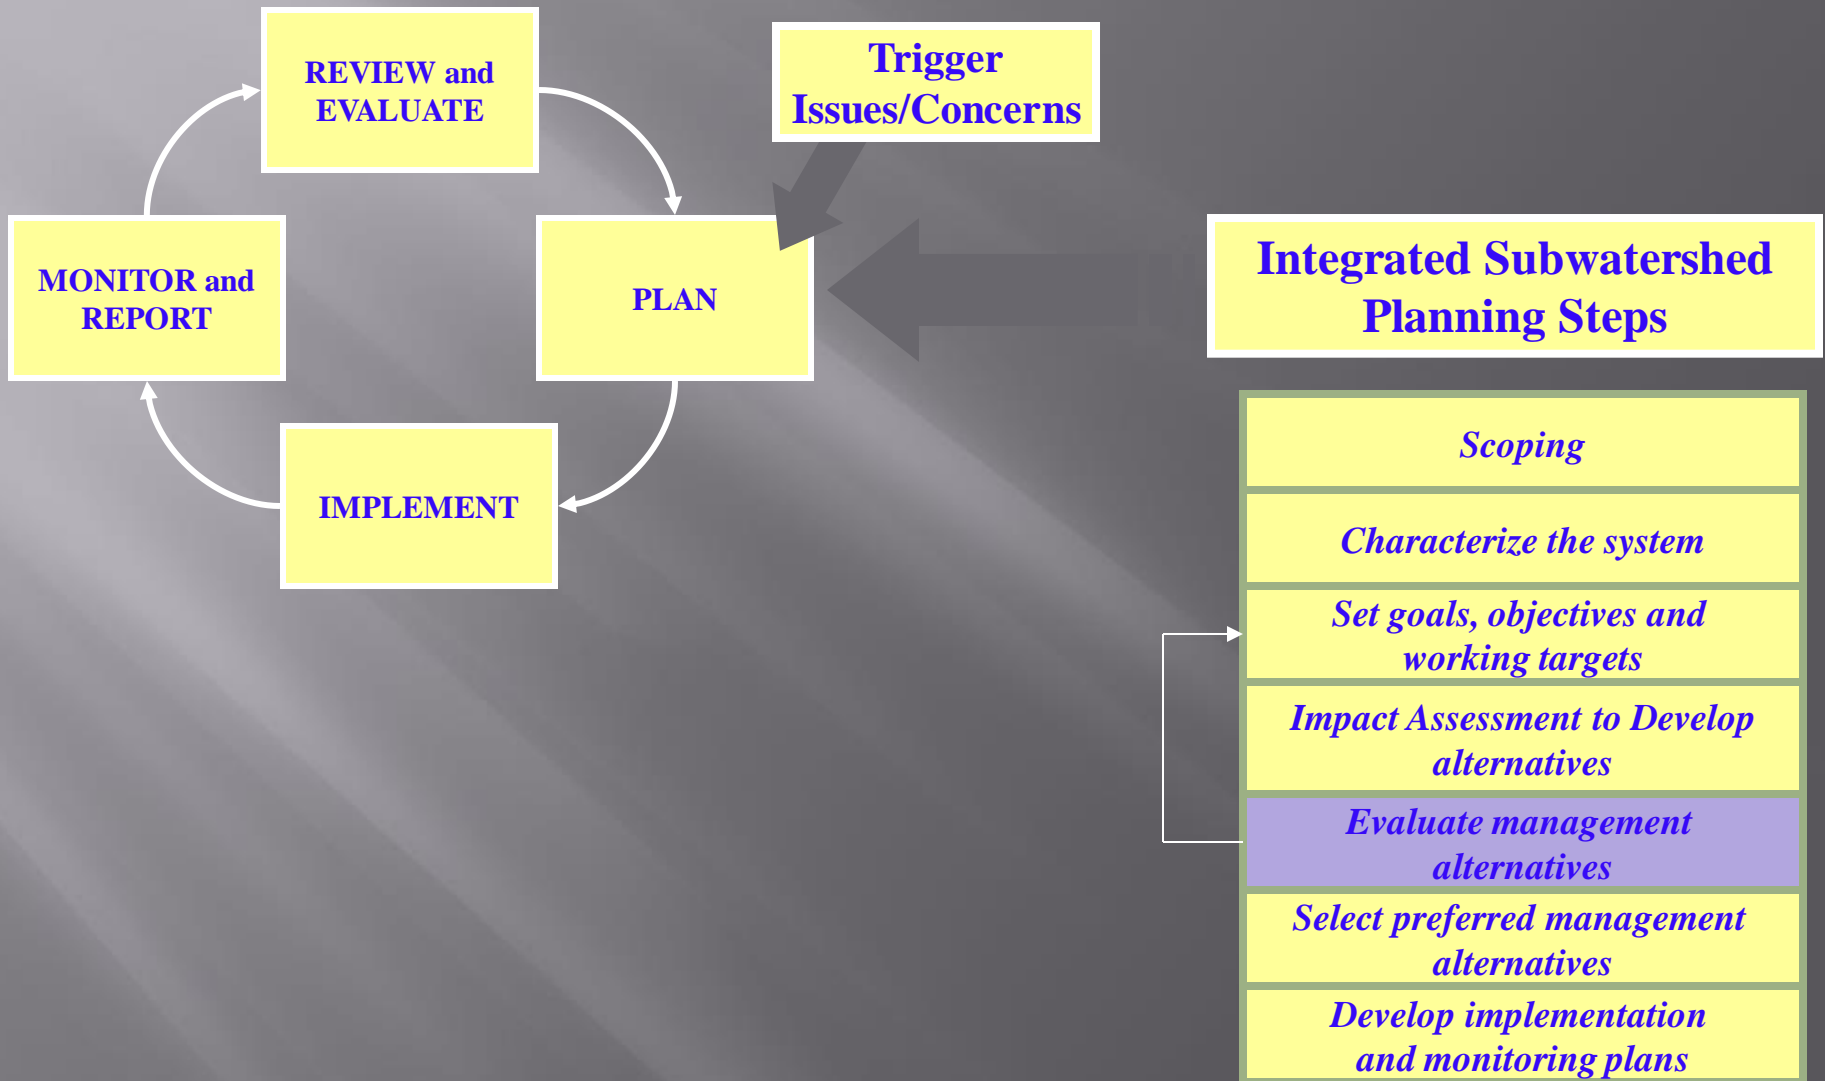 REVIEW and
EVALUATE
Trigger
Issues/Concerns
MONITOR and
REPORT
PLAN
IMPLEMENT
Integrated Subwatershed
Planning Steps
Scoping
Characterize the system
Set goals, objectives and
working targets
Impact Assessment to Develop
alternatives
Evaluate management
alternatives
Select preferred management
alternatives
Develop implementation
and monitoring plans